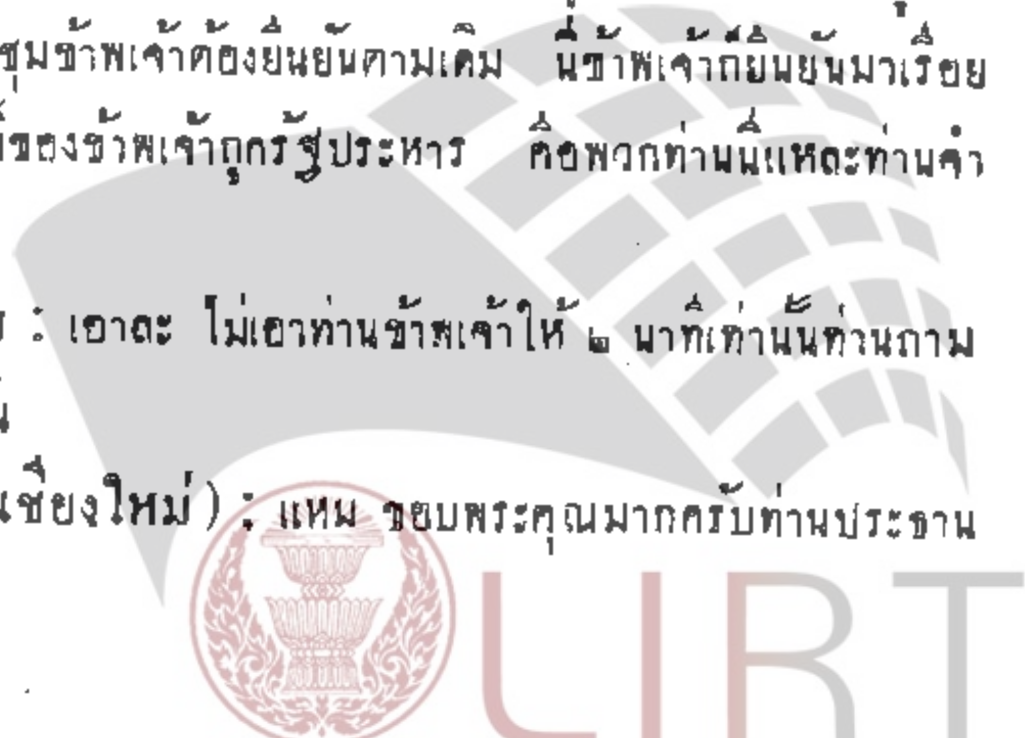 ชุมข้าพเจ้าต้องยืนยันตามเดิม นี่ข้าพเจ้าก็ยืนยันมาเรื่อย
ของข้าพเจ้าถูกรัฐประหาร คือพวกท่านนี่แหละท่านจำ
: เอาละ ไม่เอาท่านข้าพเจ้าให้ ๒ นาทีเท่านั้นท่านถาม
เชียงใหม่) : แหน ขอบพระคุณมากครับท่านประธาน
LIRT